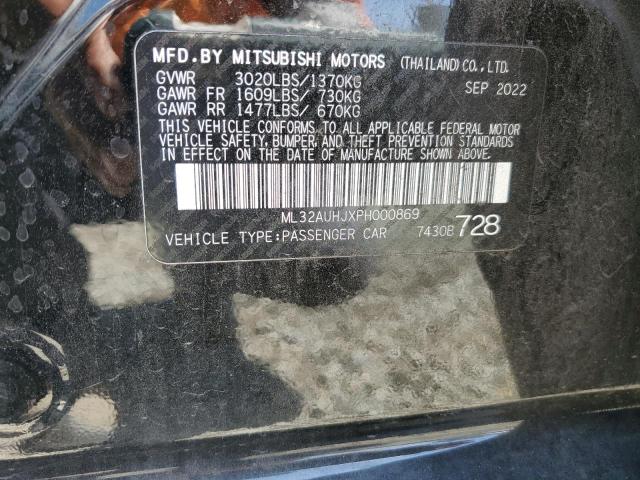 MFD. BY MITSUBISHI MOTORS (THAILAND) CO., LTD.
GVWR 3020LBS/1370KG SEP 2022
GAWR FR 1609LBS/ 730KG
GAWR RR 1477LBS/ 670KG
THIS VEHICLE CONFORMS TO ALL APPLICABLE FEDERAL MOTOR
VEHICLE SAFETY, BUMPER, AND THEFT PREVENTION STANDARDS
IN EFFECT ON THE DATE OF MANUFACTURE SHOWN ABOVE.
ML32AUHJXPH000869
VEHICLE TYPE:PASSENGER CAR 7430B 728